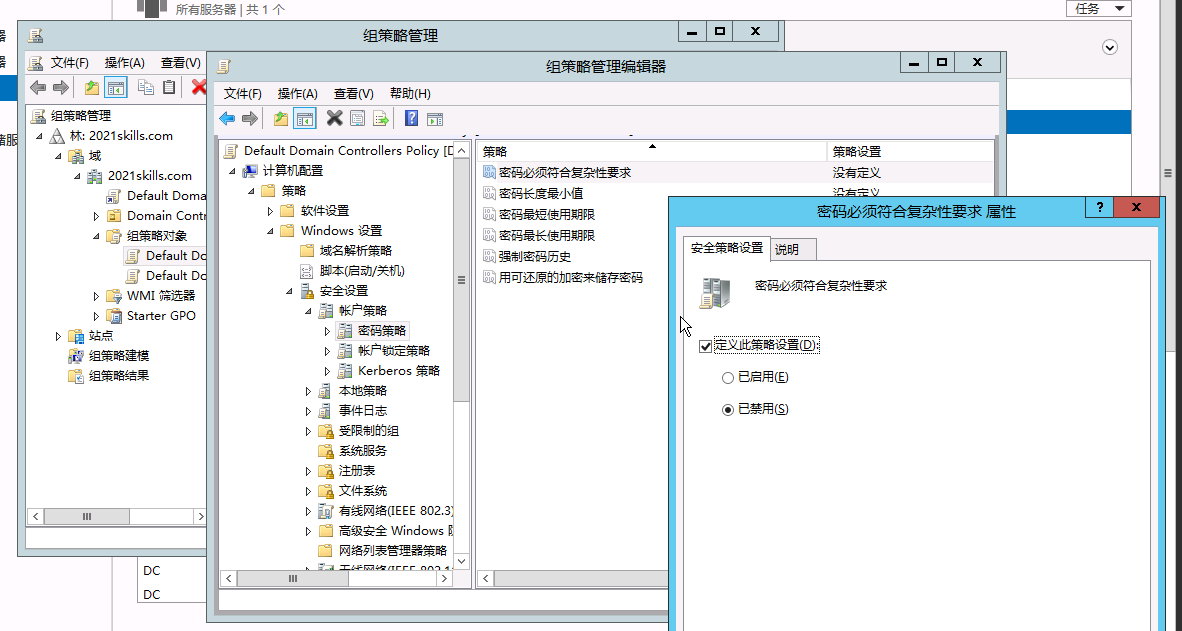 所有服务器 | 共 1 个
任务
组策略管理
文件(F) 操作(A) 查看(V)
组策略管理
林: 2021skills.com
域
2021skills.com
Default Doma
Domain Contr
组策略对象
Default Do
Default Do
WMI 筛选器
Starter GPO
站点
组策略建模
组策略结果
DC
DC
组策略管理编辑器
文件(F) 操作(A) 查看(V) 帮助(H)
Default Domain Controllers Policy [D
计算机配置
策略
软件设置
Windows 设置
域名解析策略
脚本(启动/关机)
安全设置
帐户策略
密码策略
帐户锁定策略
Kerberos 策略
本地策略
事件日志
受限制的组
系统服务
注册表
文件系统
有线网络(IEEE 802.3)
高级安全 Windows 防
网络列表管理器策略
无线网络(IEEE 802.1
策略 策略设置
密码必须符合复杂性要求 没有定义
密码长度最小值 没有定义
密码最短使用期限
密码最长使用期限
强制密码历史
用可还原的加密来储存密码
密码必须符合复杂性要求 属性
安全策略设置 说明
密码必须符合复杂性要求
定义此策略设置(D):
已启用(E)
已禁用(S)